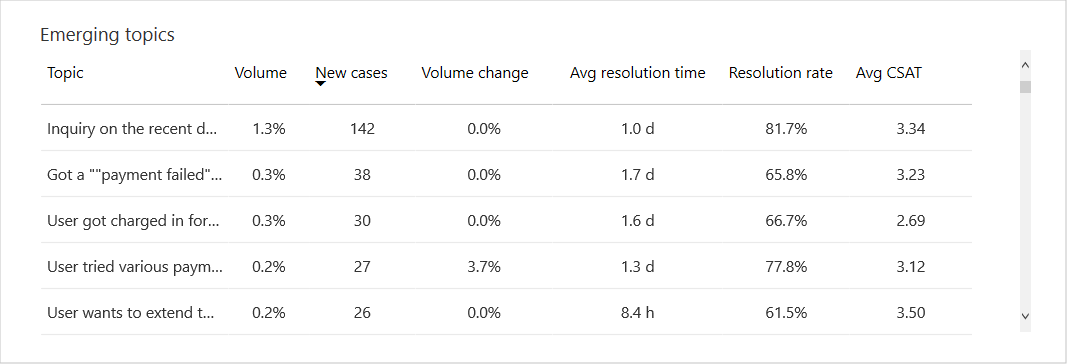 Emerging topics
Topic Volume New cases Volume change Avg resolution time Resolution rate Avg CSAT
Inquiry on the recent d... 1.3% 142 0.0% 1.0 d 81.7% 3.34
Got a ""payment failed"... 0.3% 38 0.0% 1.7 d 65.8% 3.23
User got charged in for... 0.3% 30 0.0% 1.6 d 66.7% 2.69
User tried various paym... 0.2% 27 3.7% 1.3 d 77.8% 3.12
User wants to extend t... 0.2% 26 0.0% 8.4 h 61.5% 3.50